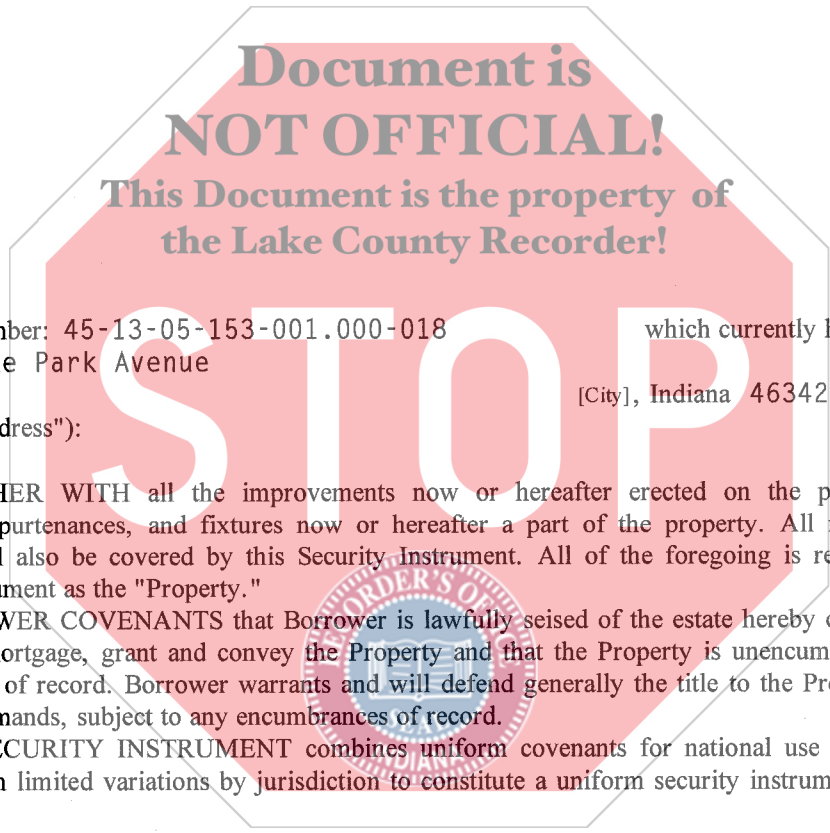 Document is
NOT OFFICIAL!
This Document is the property of
the Lake County Recorder!
STOP
nber: 45-13-05-153-001.000-018 which currently h
e Park Avenue
[City], Indiana 46342
dress"):
HER WITH all the improvements now or hereafter erected on the p
purtenances, and fixtures now or hereafter a part of the property. All r
l also be covered by this Security Instrument. All of the foregoing is re
ument as the "Property."
WER COVENANTS that Borrower is lawfully seised of the estate hereby c
ortgage, grant and convey the Property and that the Property is unencum
of record. Borrower warrants and will defend generally the title to the Pro
mands, subject to any encumbrances of record.
ECURITY INSTRUMENT combines uniform covenants for national use
n limited variations by jurisdiction to constitute a uniform security instrum
RECORDER'S OFFICE
SEAL
INDIANA